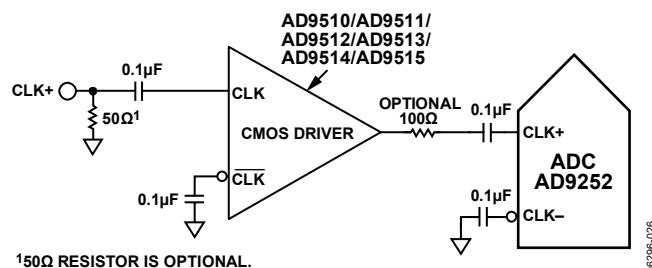 AD9510/AD9511/
AD9512/AD9513/
AD9514/AD9515
0.1µF
CLK+
50Ω¹
CLK
CMOS DRIVER
CLK
0.1µF
OPTIONAL
100Ω
0.1µF
CLK+
ADC
AD9252
0.1µF
CLK–
¹50Ω RESISTOR IS OPTIONAL.